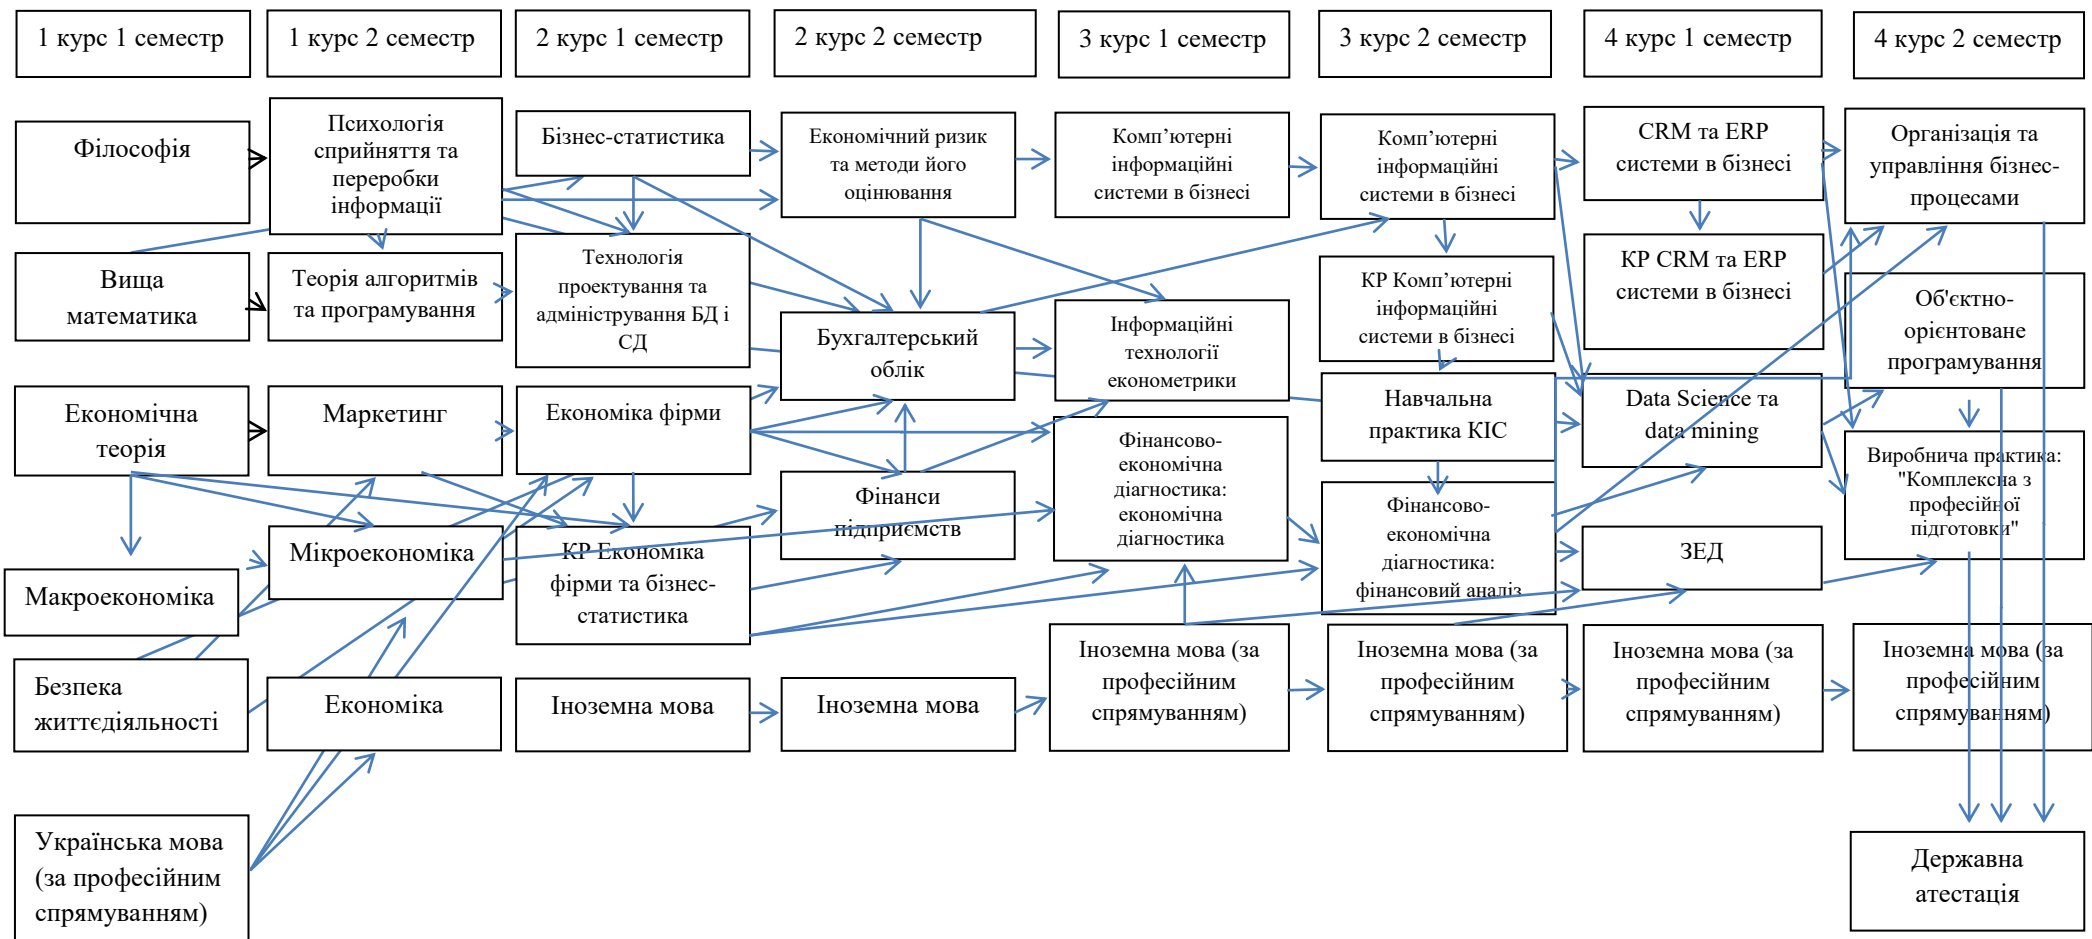 1 курс 1 семестр
1 курс 2 семестр
2 курс 1 семестр
2 курс 2 семестр
3 курс 1 семестр
3 курс 2 семестр
4 курс 1 семестр
4 курс 2 семестр
Філософія
Психологія
сприйняття та
переробки
інформації
Бізнес-статистика
Економічний ризик
та методи його
оцінювання
Комп’ютерні
інформаційні
системи в бізнесі
Комп’ютерні
інформаційні
системи в бізнесі
CRM та ERP
системи в бізнесі
Організація та
управління бізнес-
процесами
Вища
математика
Теорія алгоритмів
та програмування
Технологія
проектування та
адміністрування БД і
СД
Бухгалтерський
облік
Інформаційні
технології
економетрики
КР Комп’ютерні
інформаційні
системи в бізнесі
КР CRM та ERP
системи в бізнесі
Об'єктно-
орієнтоване
програмування
Економічна
теорія
Маркетинг
Економіка фірми
Фінанси
підприємств
Фінансово-
економічна
діагностика:
економічна
діагностика
Навчальна
практика КІС
Data Science та
data mining
Виробнича практика:
"Комплексна з
професійної
підготовки"
Макроекономіка
Мікроекономіка
КР Економіка
фірми та бізнес-
статистика
Фінансово-
економічна
діагностика:
фінансовий аналіз
ЗЕД
Безпека
життєдіяльності
Економіка
Іноземна мова
Іноземна мова
Іноземна мова (за
професійним
спрямуванням)
Іноземна мова (за
професійним
спрямуванням)
Іноземна мова (за
професійним
спрямуванням)
Іноземна мова (за
професійним
спрямуванням)
Українська мова
(за професійним
спрямуванням)
Державна
атестація